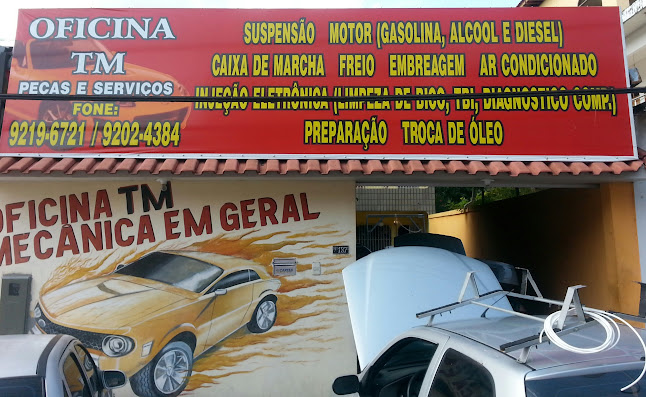 OFICINA
TM
PEÇAS E SERVIÇOS
FONE:
9219-6721 / 9202-4384
SUSPENSÃO MOTOR (GASOLINA, ALCOOL E DIESEL)
CAIXA DE MARCHA FREIO EMBREAGEM AR CONDICIONADO
INJEÇÃO ELETRÔNICA (LIMPEZA DE BICO, TBI, DIAGNOSTICO COMP.)
PREPARAÇÃO TROCA DE ÓLEO
OFICINA TM
MECÂNICA EM GERAL